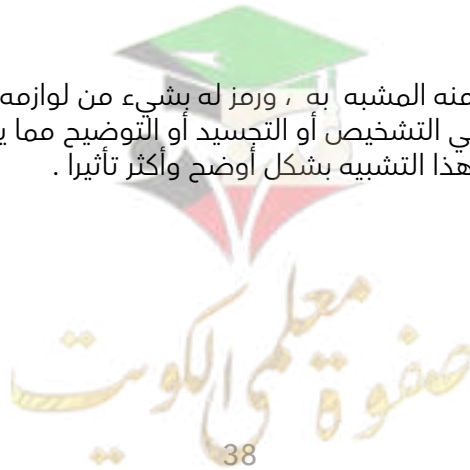 منه المشبه به ، ورمز له بشيء من لوازمه
ي التشخيص أو التجسيد أو التوضيح مما ي
هذا التشبيه بشكل أوضح وأكثر تأثيرا .
صفوة معلمي الكويت
38